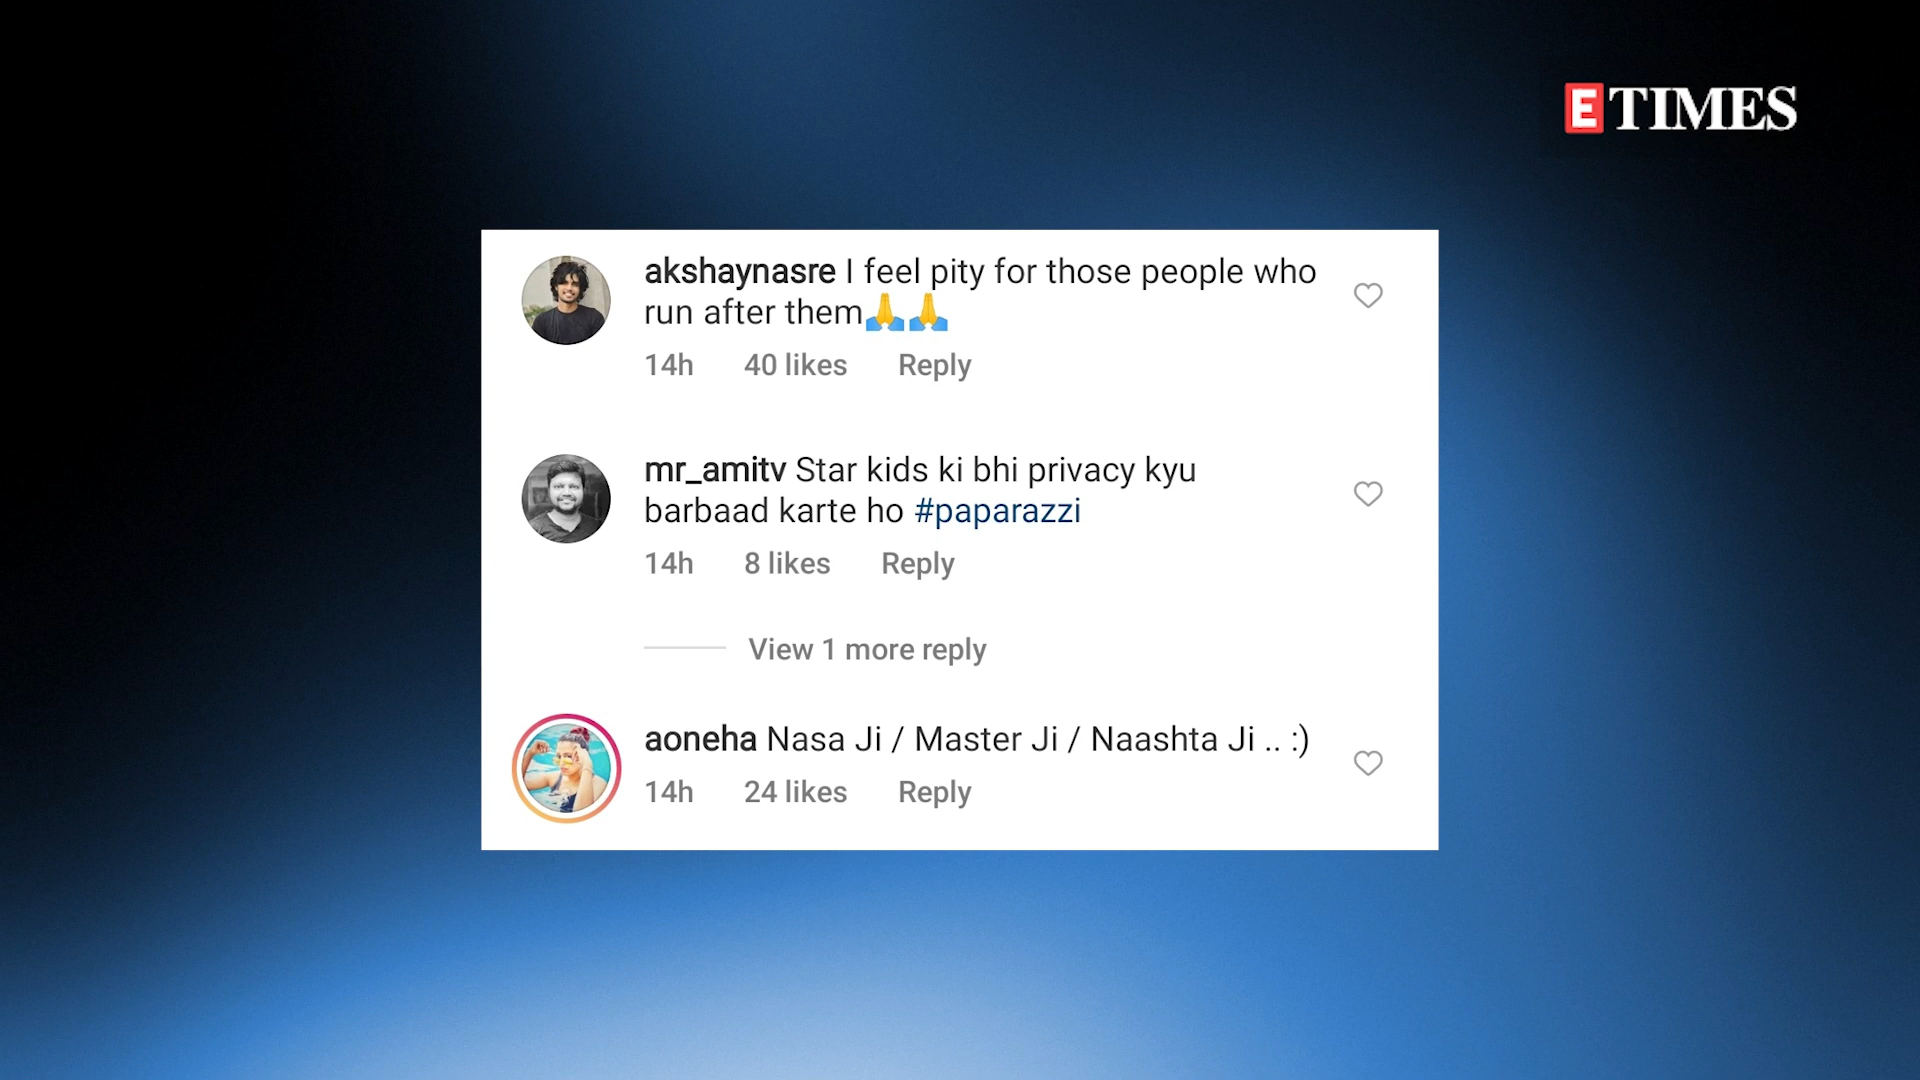 E TIMES
akshaynasre I feel pity for those people who
run after them🙏🙏
14h 40 likes Reply
mr_amitv Star kids ki bhi privacy kyu
barbaad karte ho #paparazzi
14h 8 likes Reply
View 1 more reply
aoneha Nasa Ji / Master Ji / Naashta Ji .. :)
14h 24 likes Reply